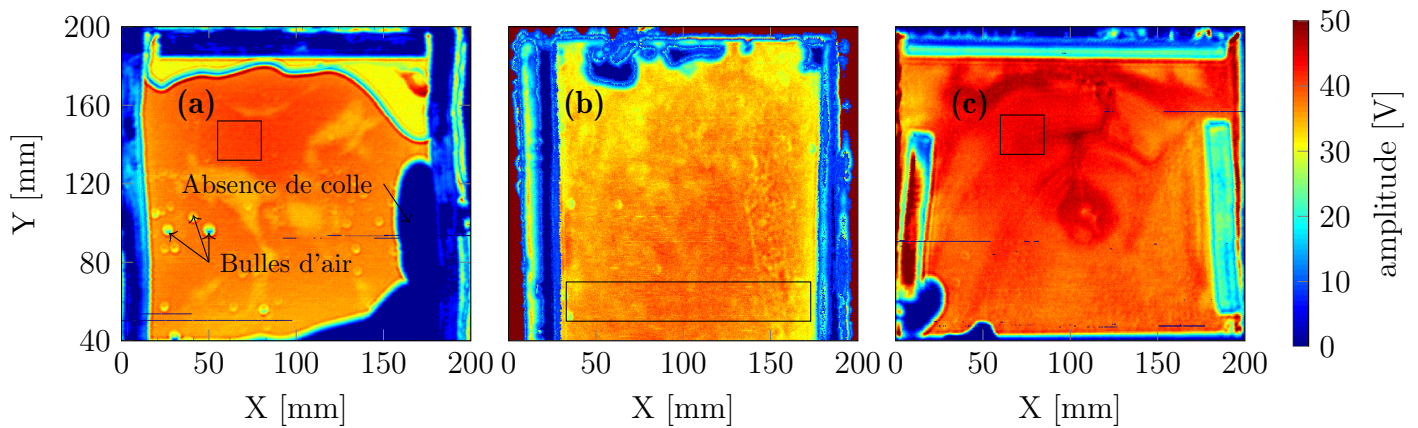 200
160
120
80
40
Y [mm]
(a)
Absence de colle
Bulles d'air
0 50 100 150 200
X [mm]
(b)
0 50 100 150 200
X [mm]
(c)
0 50 100 150 200
X [mm]
50
40
30
20
10
0
amplitude [V]